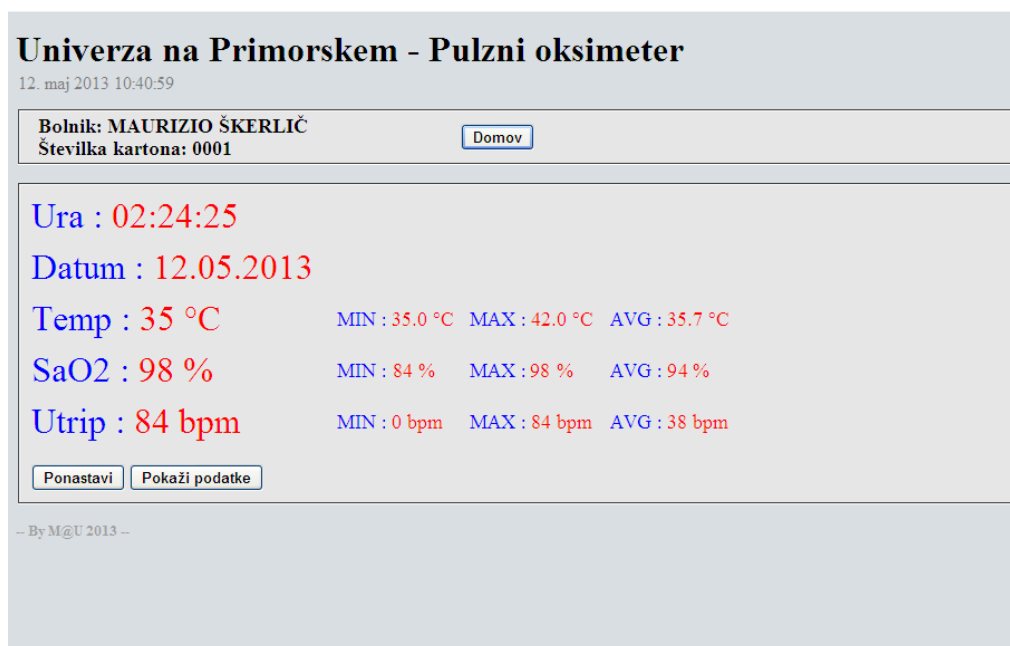 Univerza na Primorskem - Pulzni oksimeter
12. maj 2013 10:40:59
Bolnik: MAURIZIO ŠKERLIČ
Številka kartona: 0001
Domov
Ura : 02:24:25
Datum : 12.05.2013
Temp : 35 °C MIN : 35.0 °C MAX : 42.0 °C AVG : 35.7 °C
SaO2 : 98 % MIN : 84 % MAX : 98 % AVG : 94 %
Utrip : 84 bpm MIN : 0 bpm MAX : 84 bpm AVG : 38 bpm
Ponastavi Pokaži podatke
-- By M@U 2013 --